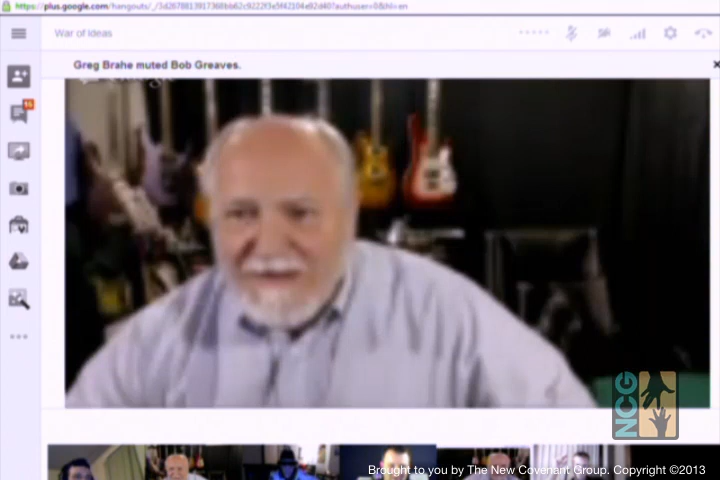 War of Ideas
Greg Brahe muted Bob Greaves.
55
NCG
Brought to you by The New Covenant Group. Copyright ©2013